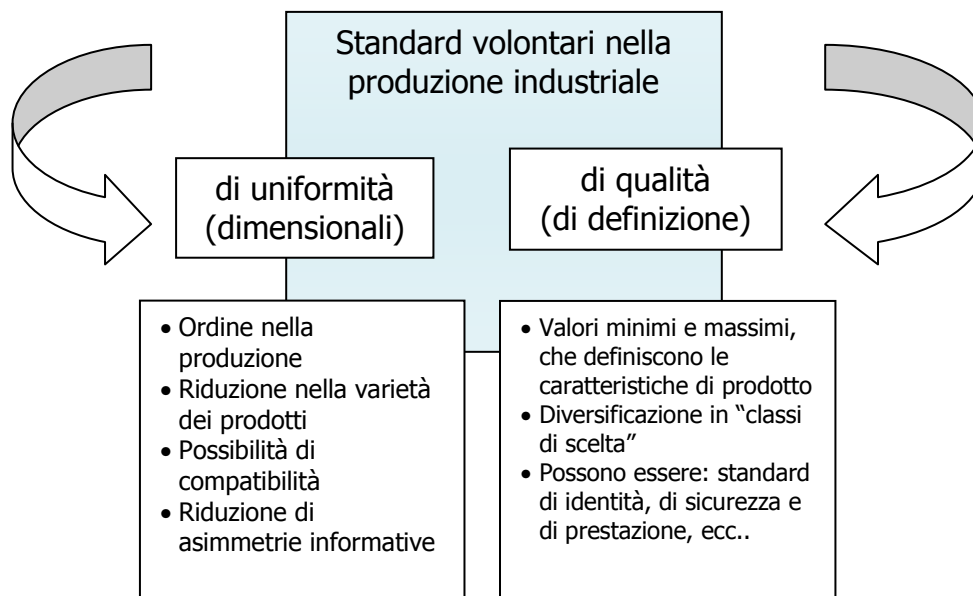 Standard volontari nella
produzione industriale
di uniformità
(dimensionali)
di qualità
(di definizione)
• Ordine nella
produzione
• Riduzione nella varietà
dei prodotti
• Possibilità di
compatibilità
• Riduzione di
asimmetrie informative
• Valori minimi e massimi,
che definiscono le
caratteristiche di prodotto
• Diversificazione in “classi
di scelta”
• Possono essere: standard
di identità, di sicurezza e
di prestazione, ecc..